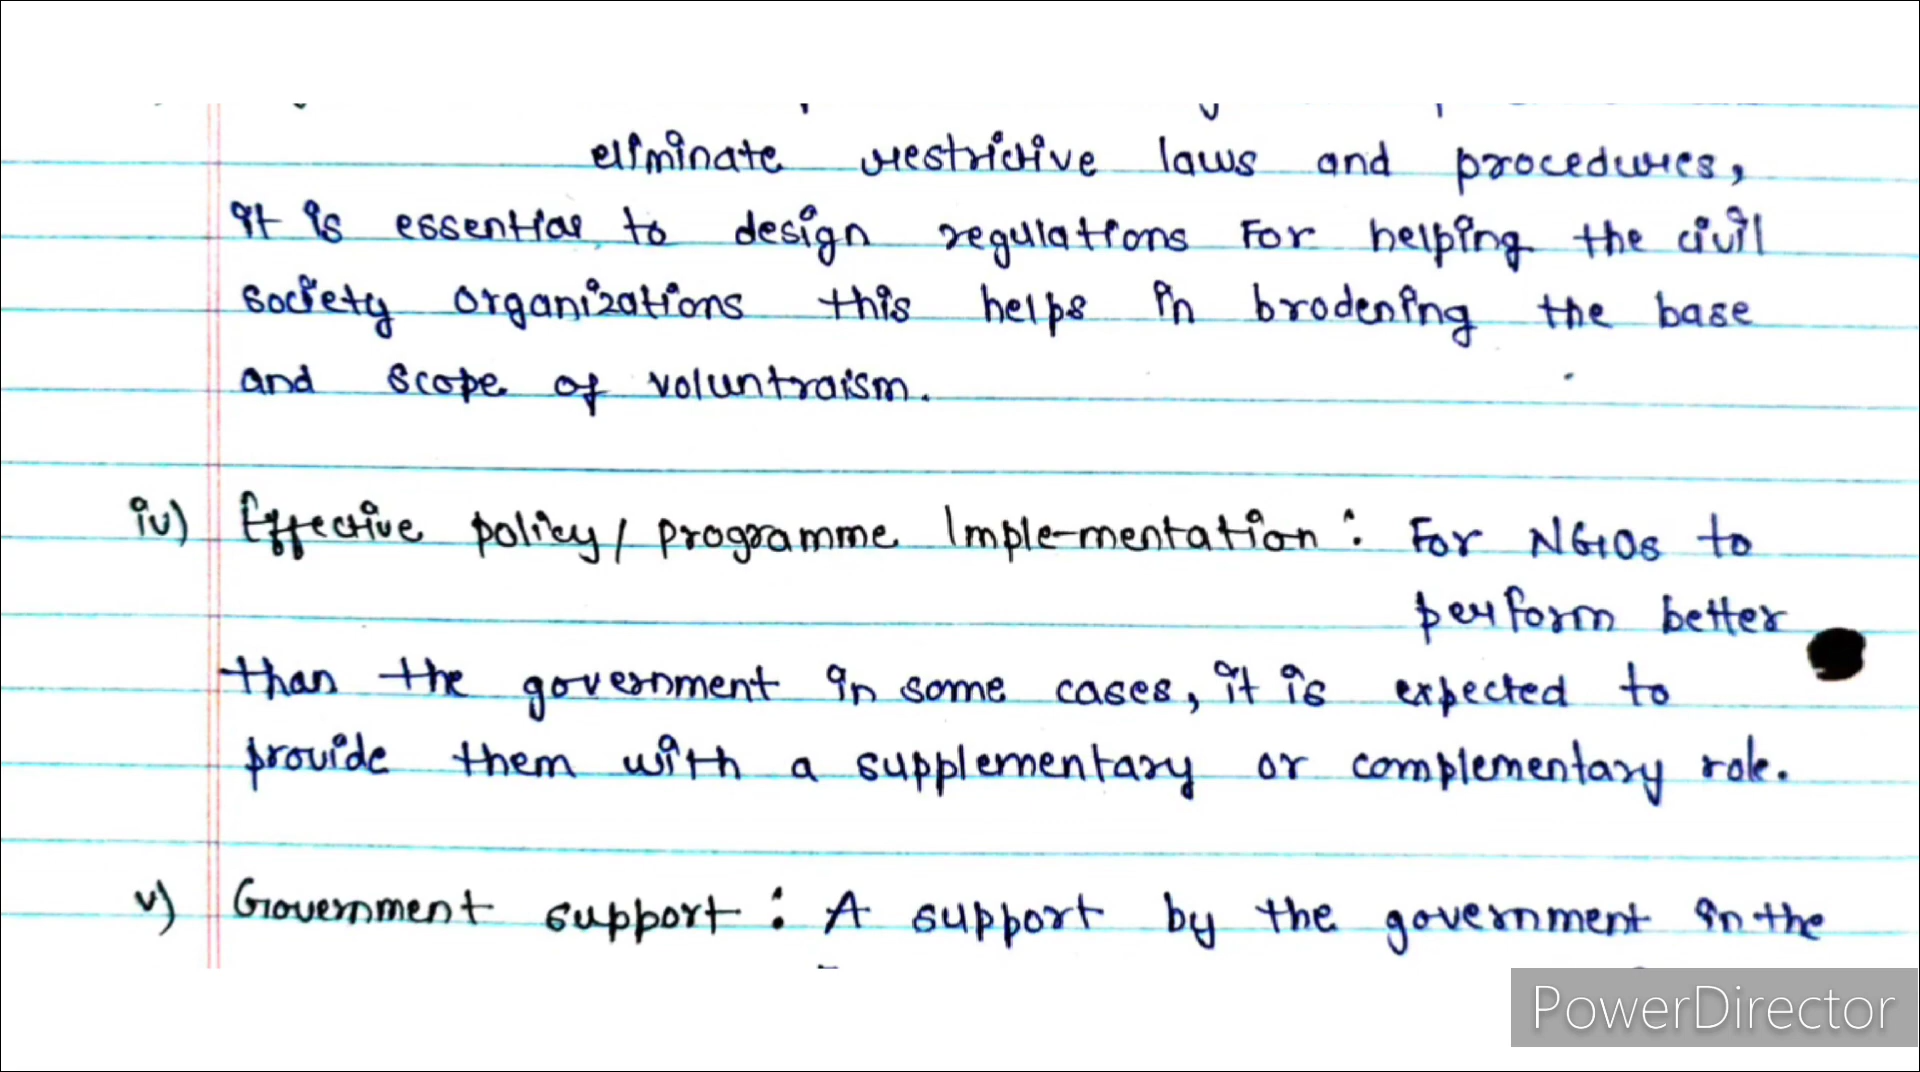 eliminate restrictive laws and procedures,
it is essential to design regulations For helping the civil
society organizations this helps in brodening the base
and scope of voluntraism.
iv) Effective policy/ programme Imple-mentation : For NGOs to
perform better
than the government in some cases, it is expected to
provide them with a supplementary or complementary role.
v) Government support : A support by the government in the
PowerDirector